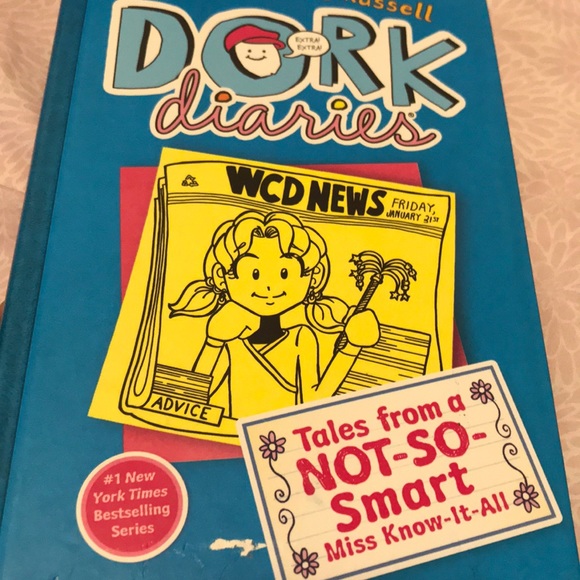 Russell
DORK
EXTRA!
EXTRA!
diaries
WCD NEWS
FRIDAY,
JANUARY 21ST
ADVICE
Tales from a
NOT-SO-
Smart
Miss Know-It-All
#1 New
York Times
Bestselling
Series